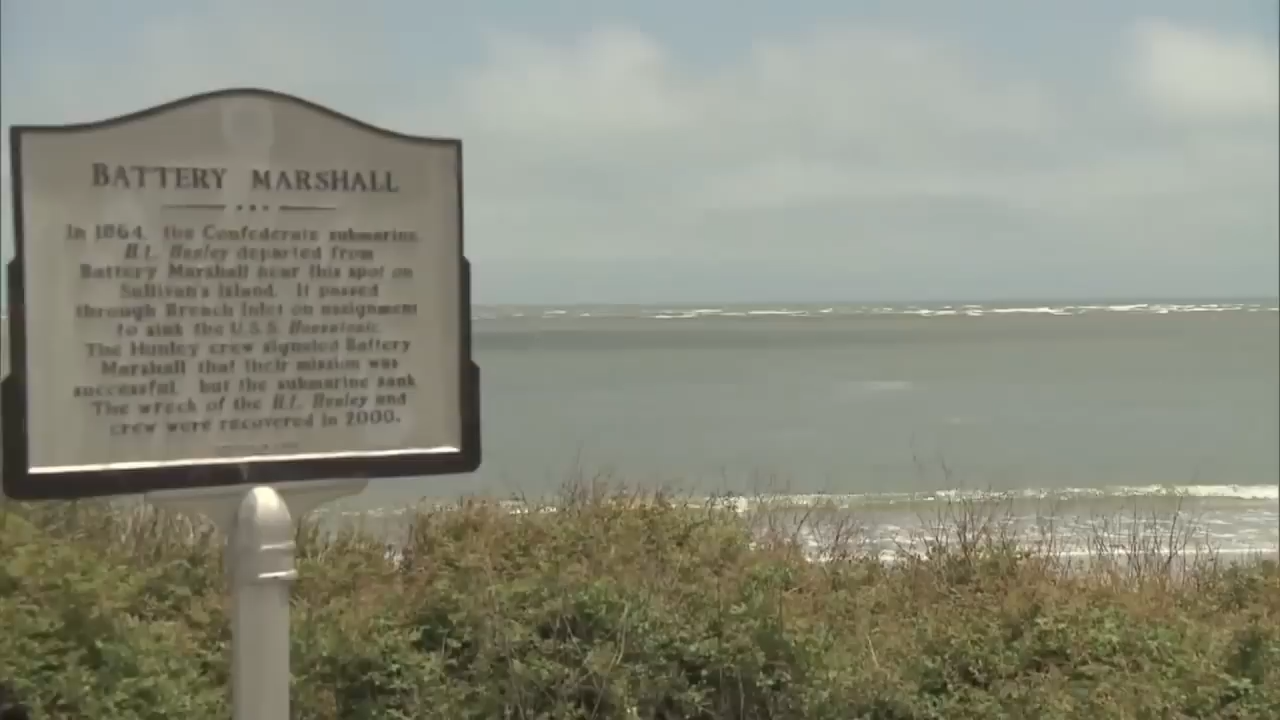 BATTERY MARSHALL
In 1864, the Confederate submarine
H.L. Hunley departed from
Battery Marshall near this spot on
Sullivan's Island. It passed
through Breach Inlet on assignment
to sink the U.S.S. Housatonic.
The Hunley crew signaled Battery
Marshall that their mission was
successful, but the submarine sank.
The wreck of the H.L. Hunley and
crew were recovered in 2000.